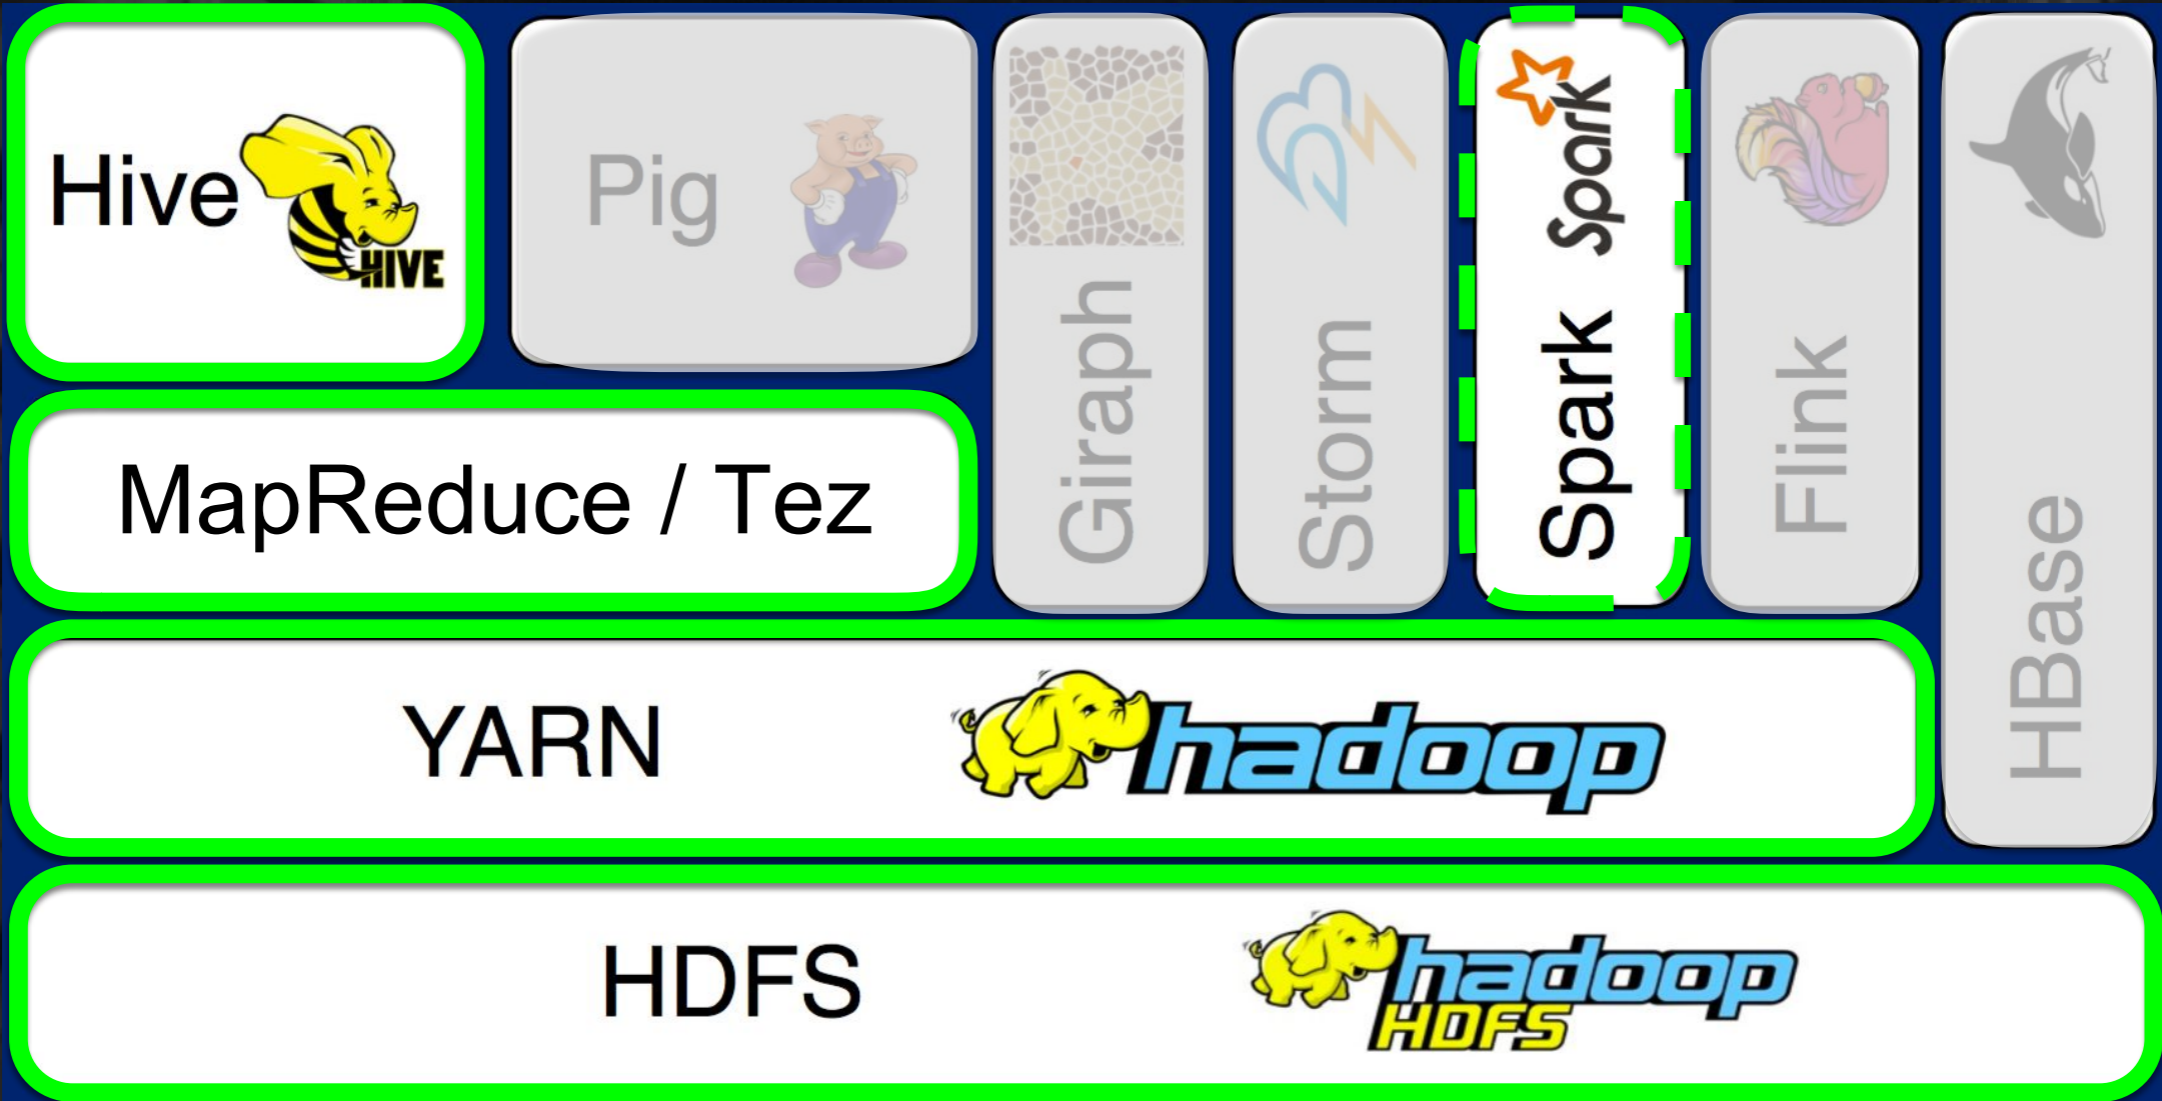 Hive
HIVE
Pig
Giraph
Storm
Spark
Spark
Flink
HBase
MapReduce / Tez
YARN
hadoop
HDFS
hadoop
HDFS